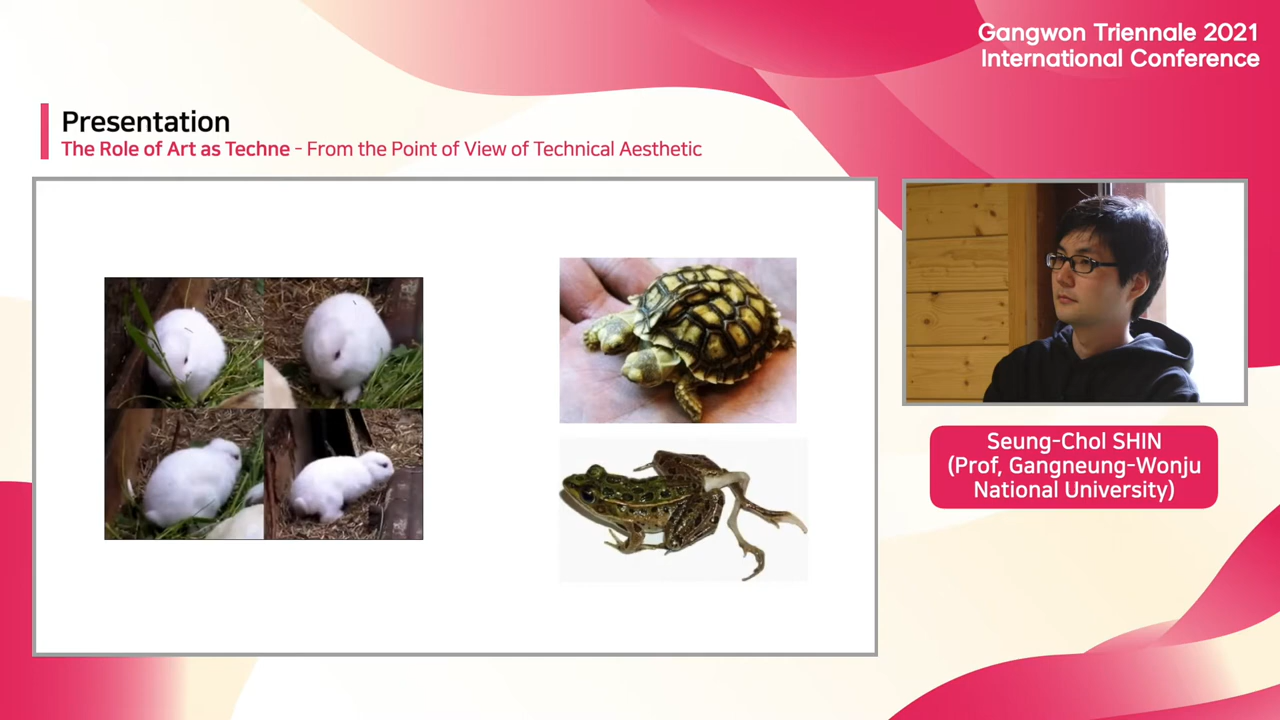 Gangwon Triennale 2021
International Conference
Presentation
The Role of Art as Techne - From the Point of View of Technical Aesthetic
Seung-Chol SHIN
(Prof, Gangneung-Wonju
National University)